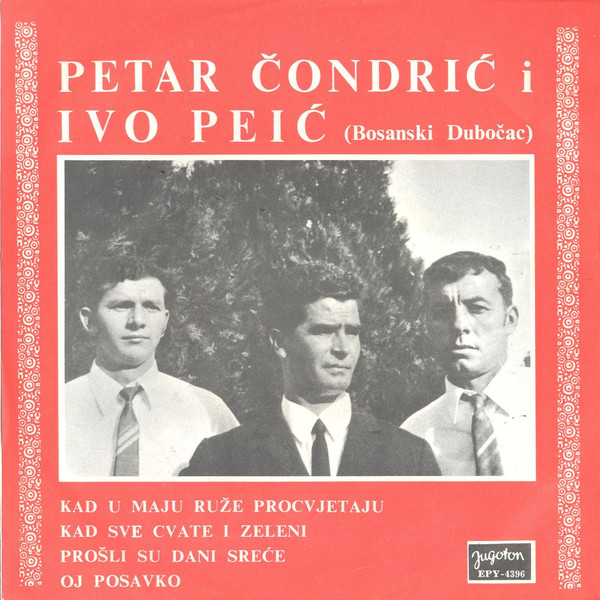 PETAR ČONDRIĆ i
IVO PEIĆ (Bosanski Dubočac)
KAD U MAJU RUŽE PROCVJETAJU
KAD SVE CVATE I ZELENI
PROŠLI SU DANI SREĆE
OJ POSAVKO
Jugoton
EPY-4396